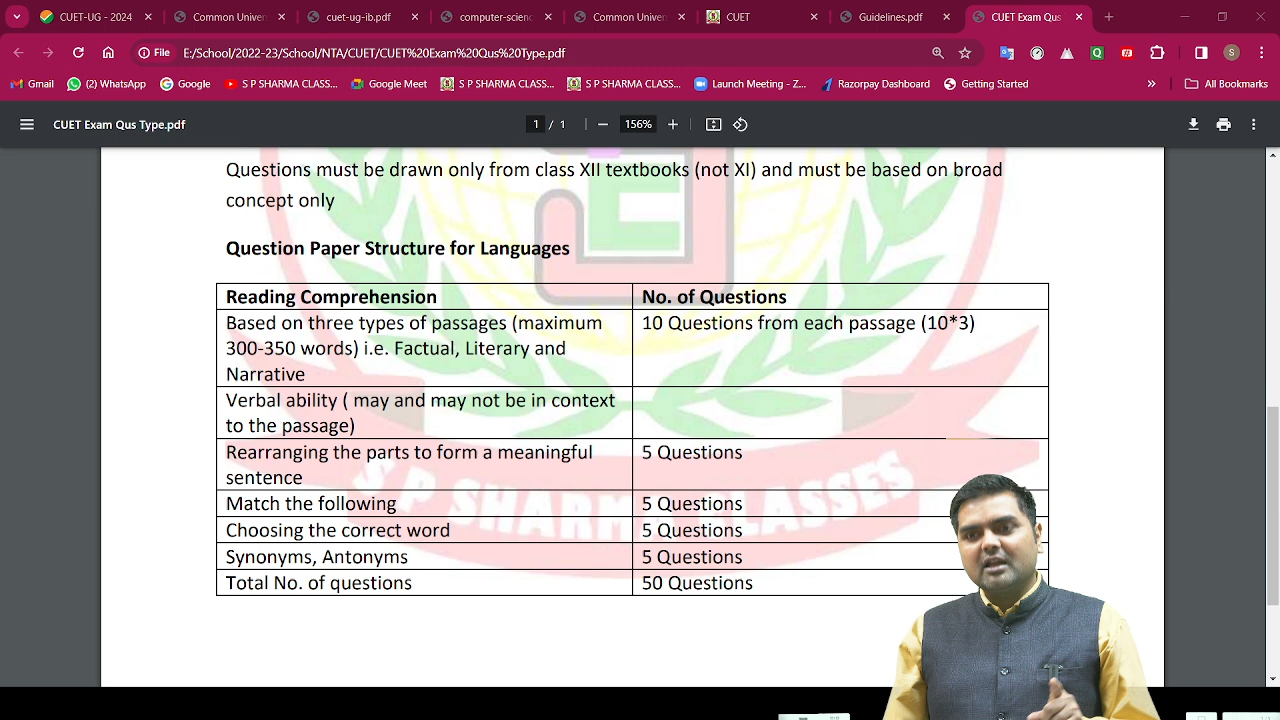 CUET-UG - 2024
Common Univer
cuet-ug-ib.pdf
computer-scienc
Common Univer
CUET
Guidelines.pdf
CUET Exam Qus
File E:/School/2022-23/School/NTA/CUET/CUET%20Exam%20Qus%20Type.pdf
Gmail
(2) WhatsApp
Google
S P SHARMA CLASS...
Google Meet
S P SHARMA CLASS...
S P SHARMA CLASS...
Launch Meeting - Z...
Razorpay Dashboard
Getting Started
All Bookmarks
CUET Exam Qus Type.pdf
1 / 1
156%
Questions must be drawn only from class XII textbooks (not XI) and must be based on broad
concept only
Question Paper Structure for Languages
Reading Comprehension
No. of Questions
Based on three types of passages (maximum
300-350 words) i.e. Factual, Literary and
Narrative
10 Questions from each passage (10*3)
Verbal ability ( may and may not be in context
to the passage)
Rearranging the parts to form a meaningful
sentence
5 Questions
Match the following
5 Questions
Choosing the correct word
5 Questions
Synonyms, Antonyms
5 Questions
Total No. of questions
50 Questions
S P SHARMA CLASSES